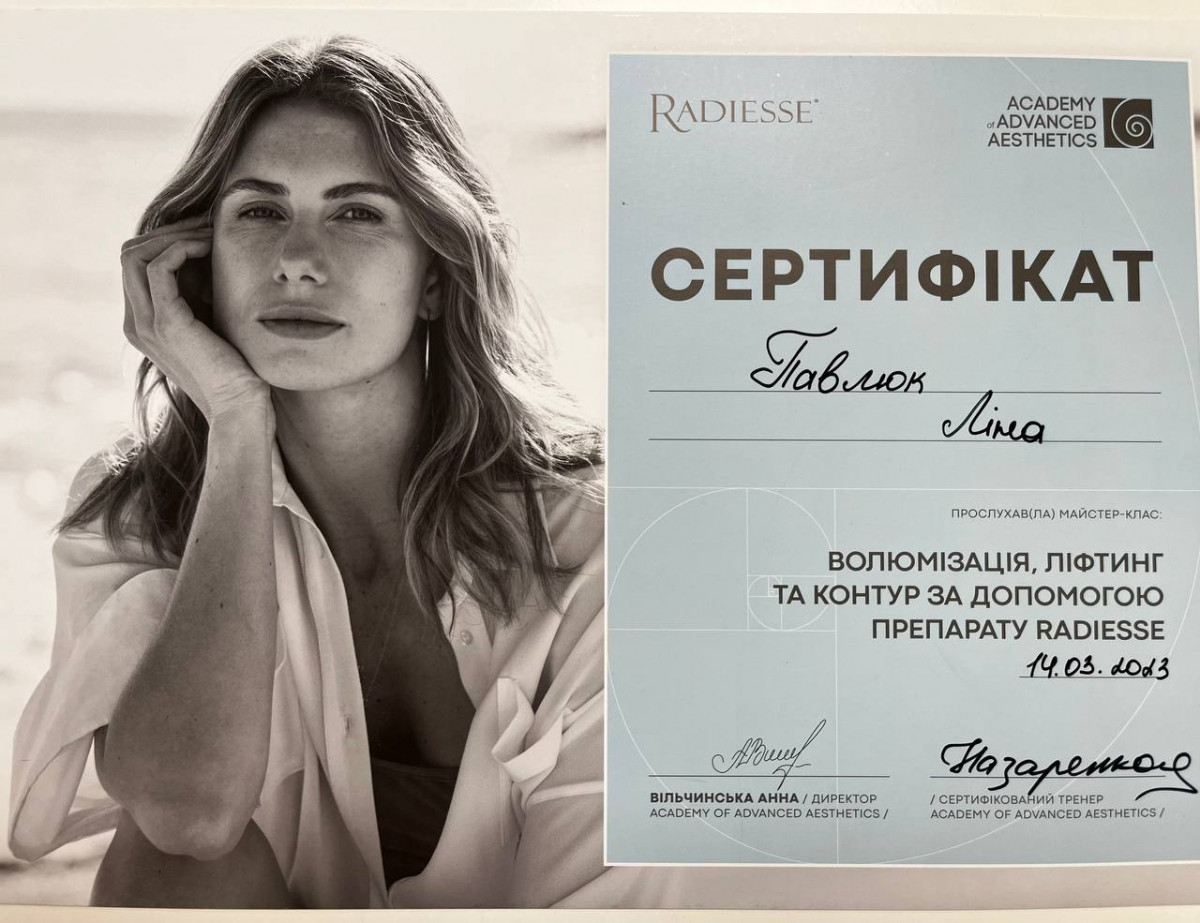 RADIESSE®
ACADEMY
of ADVANCED
AESTHETICS
СЕРТИФІКАТ
Павлюк
Ліна
ПРОСЛУХАВ(ЛА) МАЙСТЕР-КЛАС:
ВОЛЮМІЗАЦІЯ, ЛІФТИНГ
ТА КОНТУР ЗА ДОПОМОГОЮ
ПРЕПАРАТУ RADIESSE
14.03.2023
ВІЛЬЧИНСЬКА АННА / ДИРЕКТОР
ACADEMY OF ADVANCED AESTHETICS /
/ СЕРТИФІКОВАНИЙ ТРЕНЕР
ACADEMY OF ADVANCED AESTHETICS /